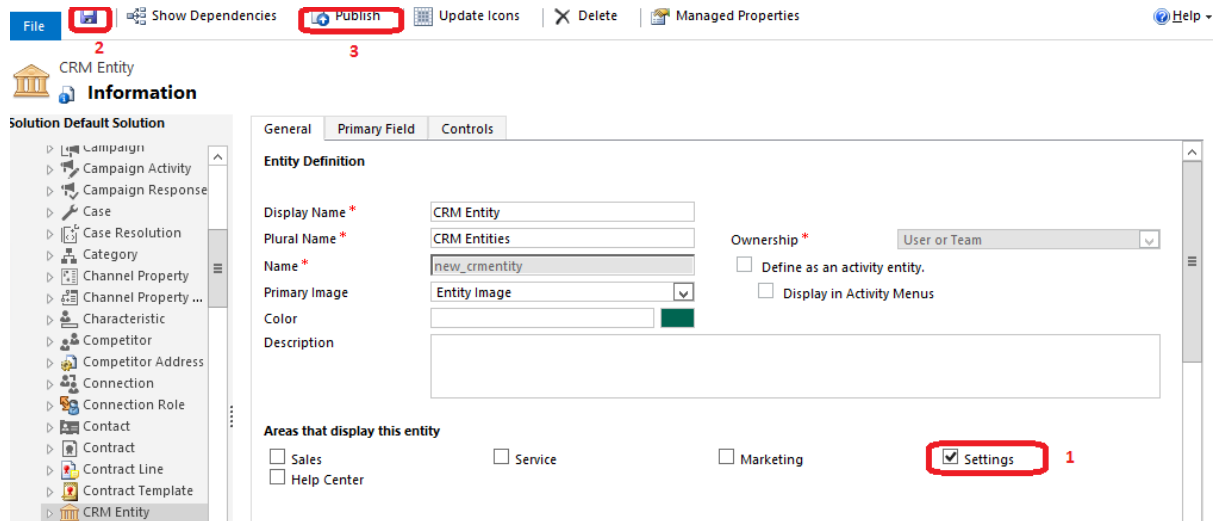 File
Show Dependencies
Publish
Update Icons
Delete
Managed Properties
Help
2
3
CRM Entity
Information
Solution Default Solution
Campaign
Campaign Activity
Campaign Response
Case
Case Resolution
Category
Channel Property
Channel Property ...
Characteristic
Competitor
Competitor Address
Connection
Connection Role
Contact
Contract
Contract Line
Contract Template
CRM Entity
General Primary Field Controls
Entity Definition
Display Name * CRM Entity
Plural Name * CRM Entities Ownership * User or Team
Name * new_crmentity Define as an activity entity.
Primary Image Entity Image Display in Activity Menus
Color
Description
Areas that display this entity
Sales Service Marketing Settings 1
Help Center